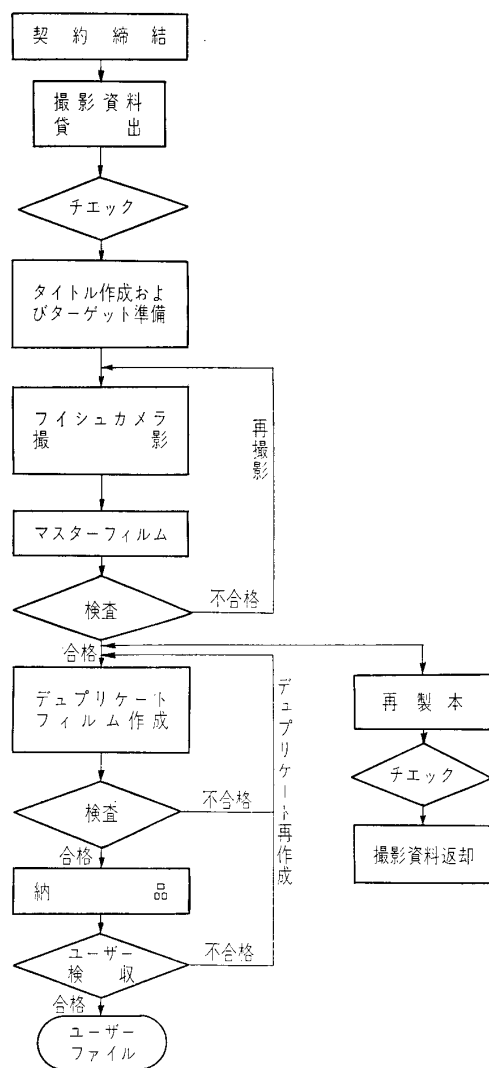 契約締結
撮影資料
貸出
チエック
タイトル作成およ
びターゲット準備
フイシュカメラ
撮影
再撮影
マスターフィルム
検査
不合格
合格
デュプリケート
フィルム作成
デュプリケート再作成
再製本
チエック
撮影資料返却
検査
不合格
合格
納品
ユーザー
検収
不合格
合格
ユーザー
ファイル